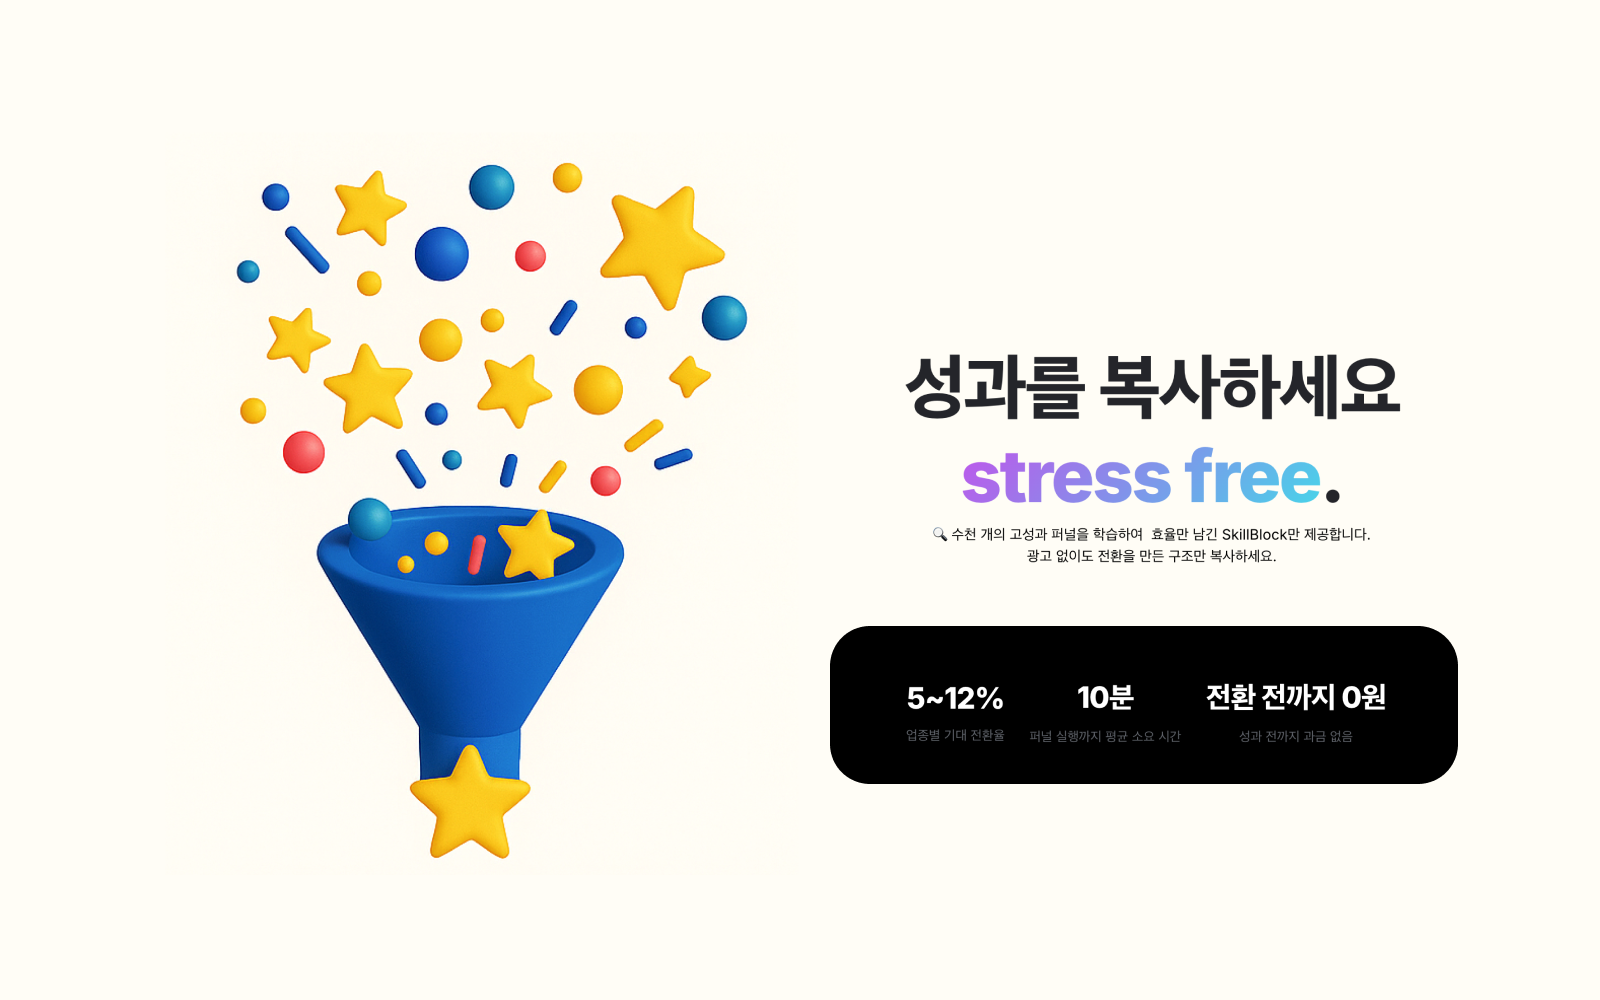 성과를 복사하세요
stress free.
🔍 수천 개의 고성과 퍼널을 학습하여 효율만 남긴 SkillBlock만 제공합니다.
광고 없이도 전환을 만든 구조만 복사하세요.
5~12%
업종별 기대 전환율
10분
퍼널 실행까지 평균 소요 시간
전환 전까지 0원
성과 전까지 과금 없음